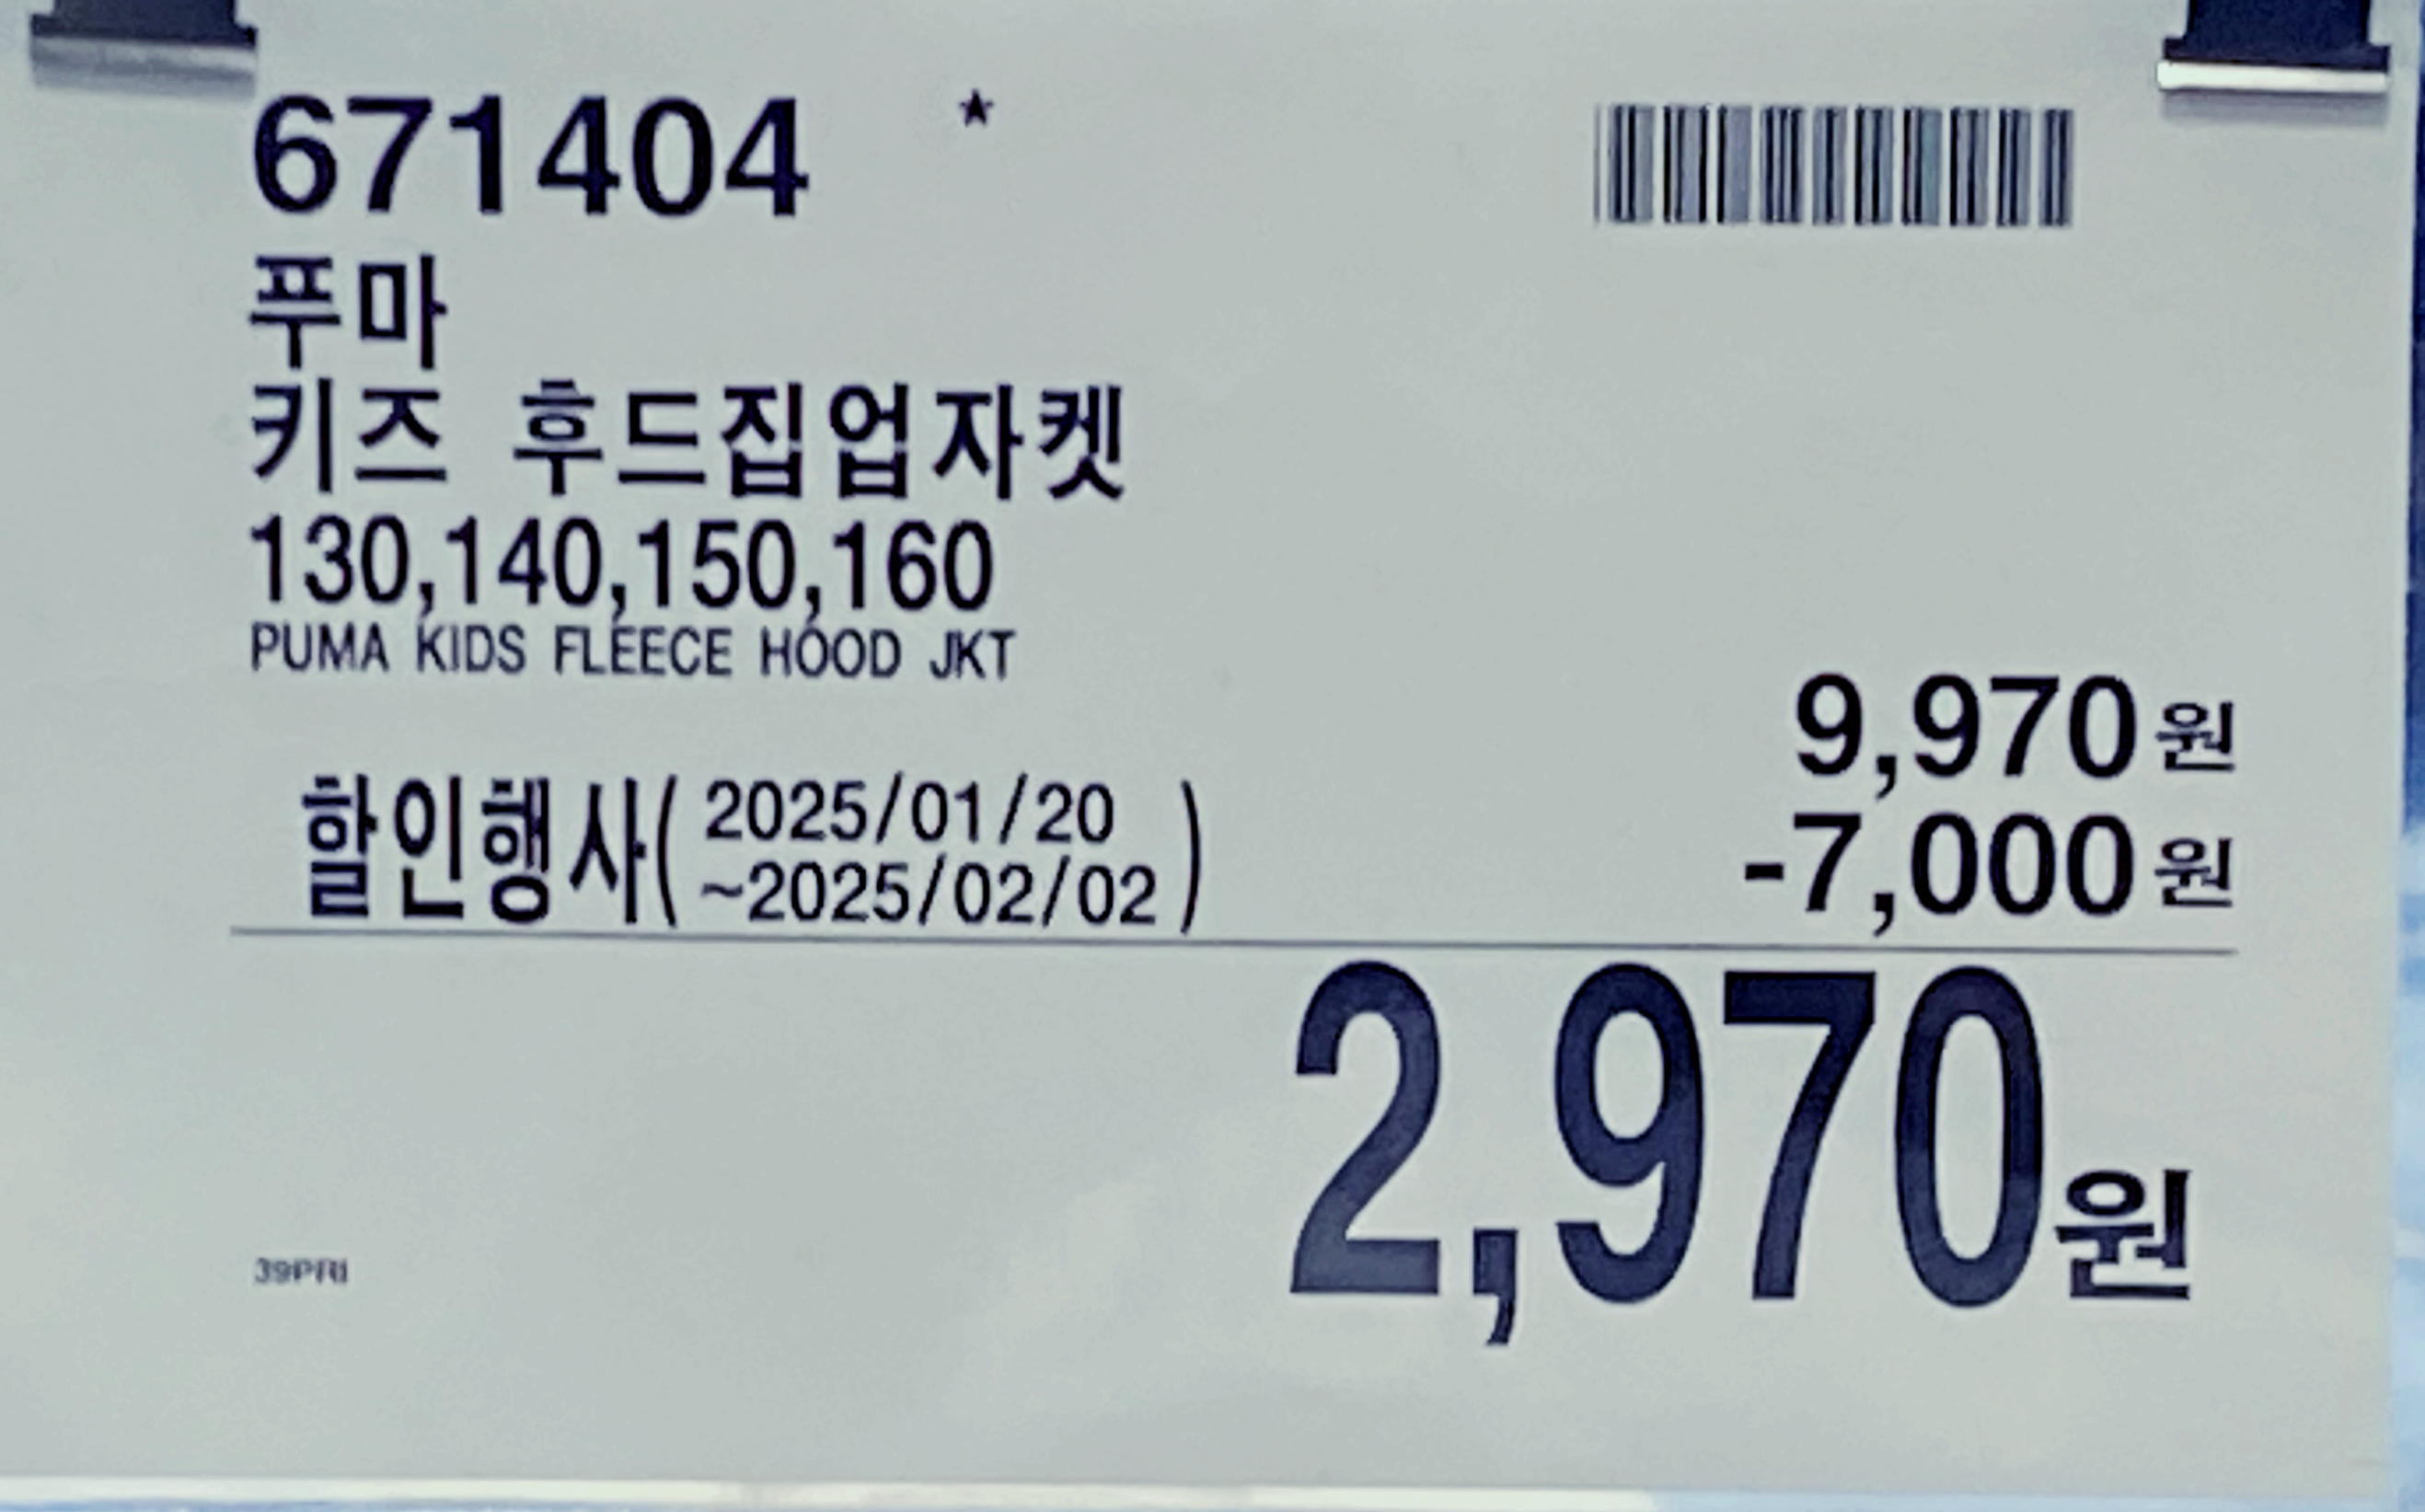 671404 *
푸마
키즈 후드집업자켓
130,140,150,160
PUMA KIDS FLEECE HOOD JKT
9,970원
할인행사( 2025/01/20
~2025/02/02 )
-7,000원
2,970원
39PRI